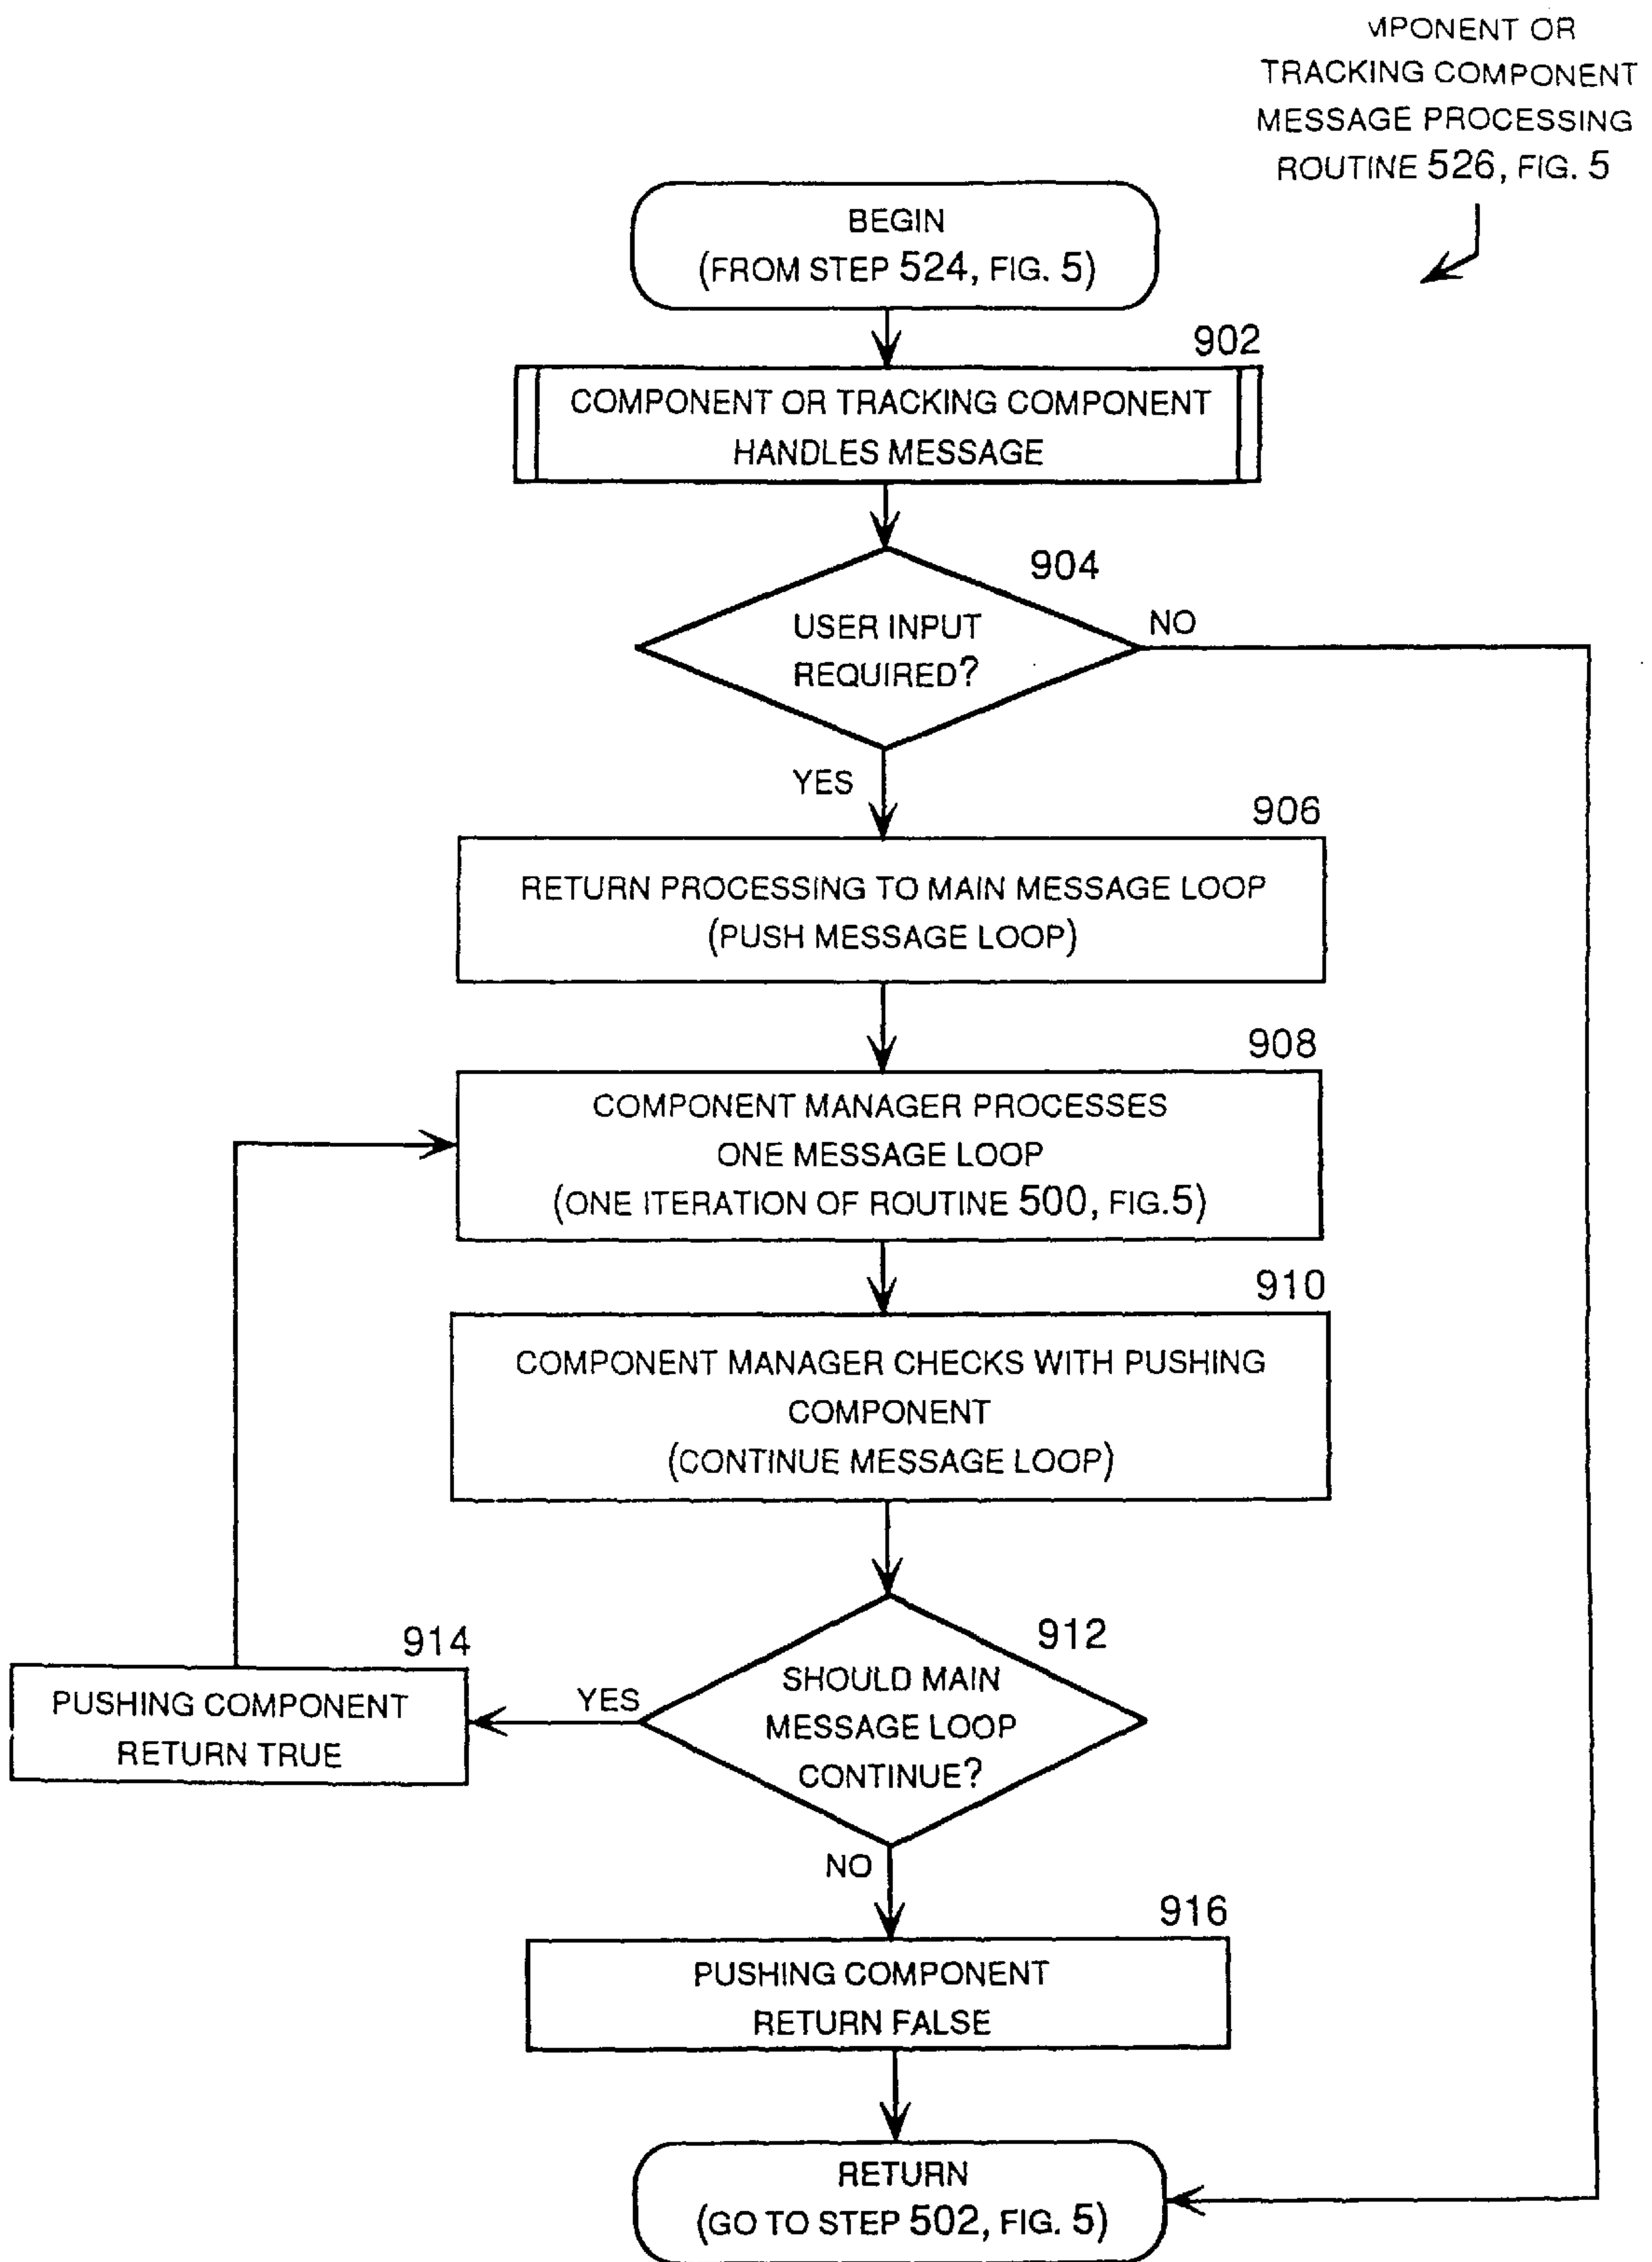 OR
TRACKING COMPONENT
MESSAGE PROCESSING
ROUTINE 526, FIG. 5
BEGIN
(FROM STEP 524, FIG. 5)
902
COMPONENT OR TRACKING COMPONENT
HANDLES MESSAGE
904
USER INPUT
REQUIRED?
NO
YES
906
RETURN PROCESSING TO MAIN MESSAGE LOOP
(PUSH MESSAGE LOOP)
908
COMPONENT MANAGER PROCESSES
ONE MESSAGE LOOP
(ONE ITERATION OF ROUTINE 500, FIG.5)
910
COMPONENT MANAGER CHECKS WITH PUSHING
COMPONENT
(CONTINUE MESSAGE LOOP)
912
SHOULD MAIN
MESSAGE LOOP
CONTINUE?
YES
914
PUSHING COMPONENT
RETURN TRUE
NO
916
PUSHING COMPONENT
RETURN FALSE
RETURN
(GO TO STEP 502, FIG. 5)